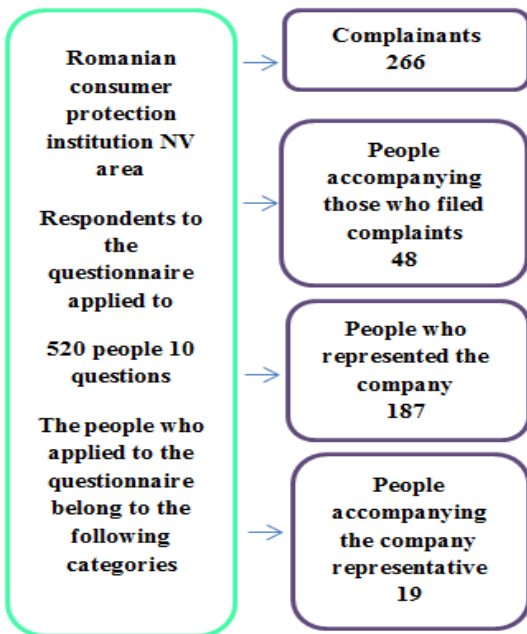 Romanian
consumer
protection
institution NV
area
Respondents to
the
questionnaire
applied to
520 people 10
questions
The people who
applied to the
questionnaire
belong to the
following
categories
Complainants
266
People
accompanying
those who filed
complaints
48
People who
represented the
company
187
People
accompanying
the company
representative
19